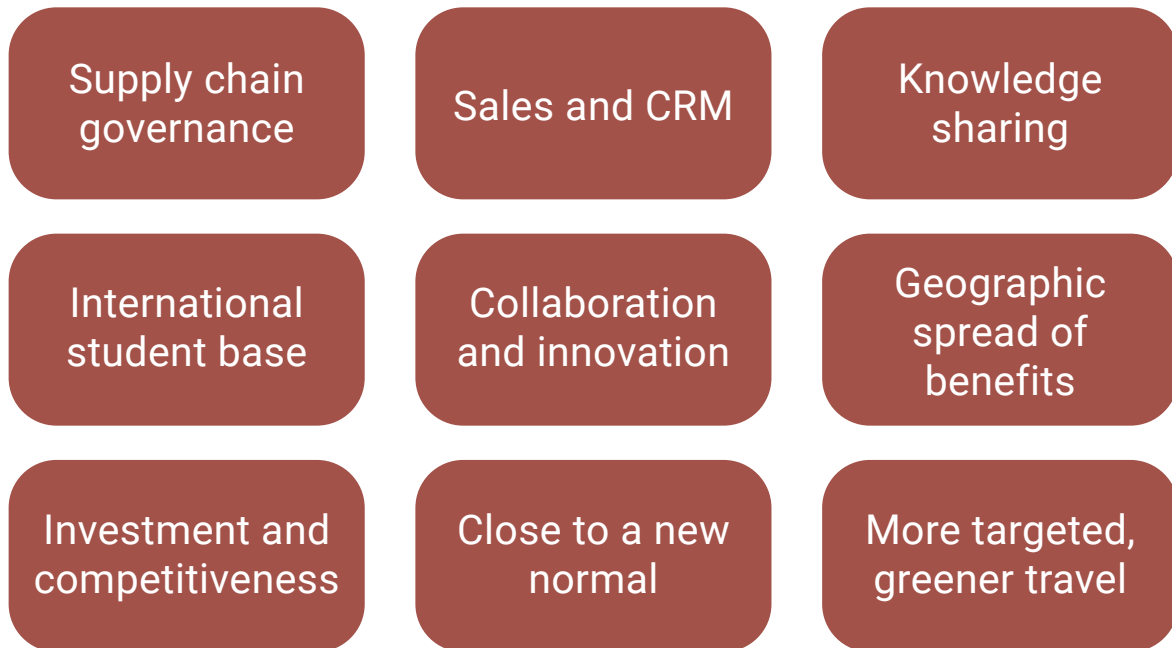 Supply chain
governance
Sales and CRM
Knowledge
sharing
International
student base
Collaboration
and innovation
Geographic
spread of
benefits
Investment and
competitiveness
Close to a new
normal
More targeted,
greener travel